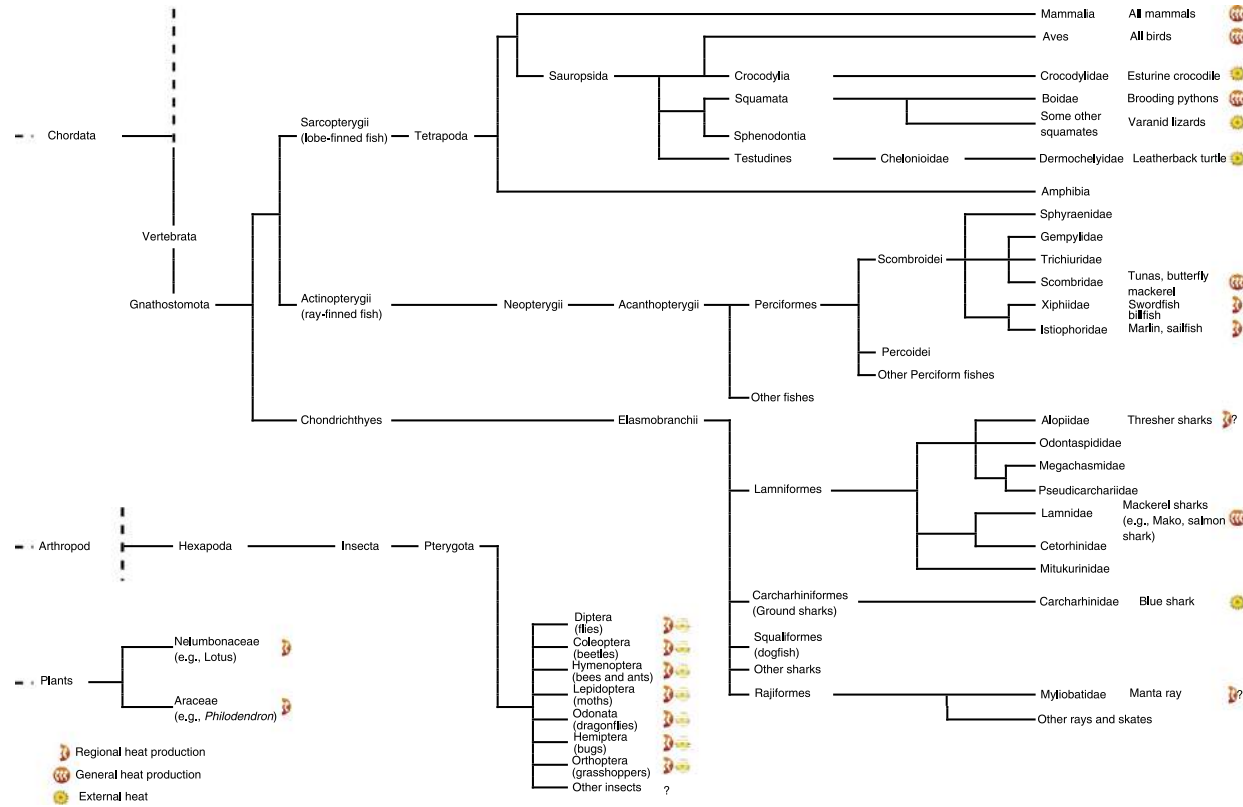 Mammalia All mammals
Aves All birds
Sauropsida Crocodylia Crocodylidae Esturine crocodile
Squamata Boidae Brooding pythons
Sarcopterygii
(lobe-finned fish)
Some other
squamates
Varanid lizards
Chordata Tetrapoda Sphenodontia
Testudines Chelonioidae Dermochelyidae Leatherback turtle
Amphibia
Sphyraenidae
Vertebrata Gempylidae
Scombroidei Trichiuridae
Scombridae Tunas, butterfly
mackerel
Gnathostomota Actinopterygii
(ray-finned fish)
Neopterygii Acanthopterygii Perciformes Xiphiidae Swordfish
billfish
Istiophoridae Marlin, sailfish
Percoidei
Other Perciform fishes
Other fishes
Chondrichthyes Elasmobranchii Alopiidae Thresher sharks ?
Odontaspididae
Megachasmidae
Lamniformes Pseudicarchariidae
Lamnidae Mackerel sharks
(e.g., Mako, salmon
shark)
Arthropod Hexapoda Insecta Pterygota Cetorhinidae
Mitukurinidae
Carcharhiniformes
(Ground sharks)
Carcharhinidae Blue shark
Diptera
(flies)
Coleoptera
(beetles)
Hymenoptera
(bees and ants)
Lepidoptera
(moths)
Odonata
(dragonflies)
Hemiptera
(bugs)
Orthoptera
(grasshoppers)
Other insects ?
Squaliformes
(dogfish)
Other sharks
Rajiformes Myliobatidae Manta ray ?
Other rays and skates
Nelumbonaceae
(e.g., Lotus)
Plants
Araceae
(e.g., Philodendron)
Regional heat production
General heat production
External heat